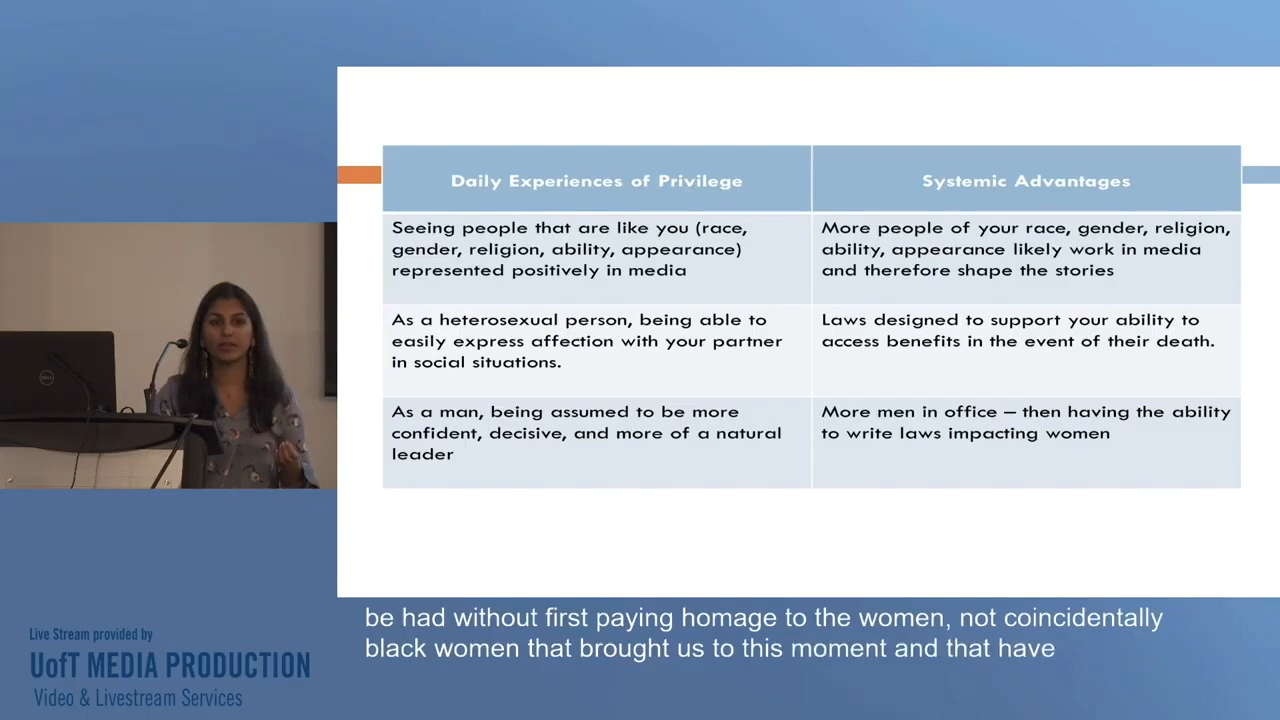 Daily Experiences of Privilege
Systemic Advantages
Seeing people that are like you (race,
gender, religion, ability, appearance)
represented positively in media
More people of your race, gender, religion,
ability, appearance likely work in media
and therefore shape the stories
As a heterosexual person, being able to
easily express affection with your partner
in social situations.
Laws designed to support your ability to
access benefits in the event of their death.
As a man, being assumed to be more
confident, decisive, and more of a natural
leader
More men in office – then having the ability
to write laws impacting women
DELL
be had without first paying homage to the women, not coincidentally
black women that brought us to this moment and that have
Live Stream provided by
UofT MEDIA PRODUCTION
Video & Livestream Services